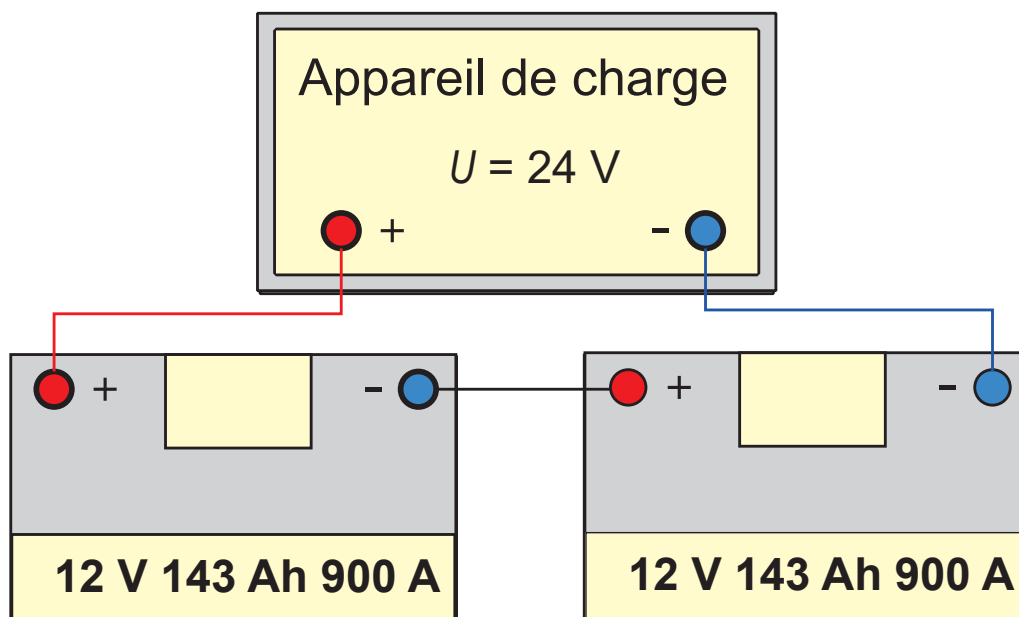 Appareil de charge
U = 24 V
+ -
+ - + -
12 V 143 Ah 900 A 12 V 143 Ah 900 A